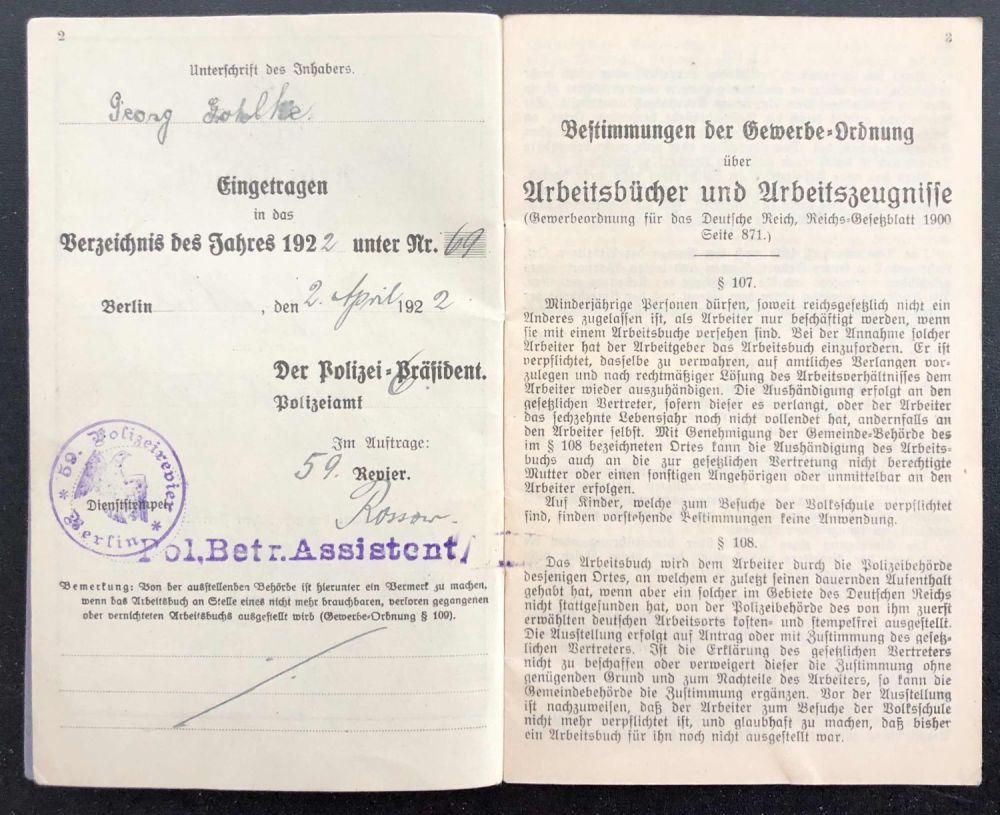 2
Unterschrift des Inhabers.
Georg Gohlke.
Eingetragen
in das
Verzeichnis des Jahres 1922 unter Nr. 69
Berlin, den 2. April 1922
Der Polizei-Präsident.
Polizeiamt 6
Im Auftrage:
59. Revier.
* 59. Polizeirevier * Berlin
Dienststempel
Rossow.
Pol.Betr.Assistent
Bemerkung: Von der ausstellenden Behörde ist hierunter ein Vermerk zu machen,
wenn das Arbeitsbuch an Stelle eines nicht mehr brauchbaren, verloren gegangenen
oder vernichteten Arbeitsbuchs ausgestellt wird (Gewerbe-Ordnung § 109).
3
Bestimmungen der Gewerbe-Ordnung
über
Arbeitsbücher und Arbeitszeugnisse
(Gewerbeordnung für das Deutsche Reich, Reichs-Gesetzblatt 1900
Seite 871.)
§ 107.
Minderjährige Personen dürfen, soweit reichsgesetzlich nicht ein
Anderes zugelassen ist, als Arbeiter nur beschäftigt werden, wenn
sie mit einem Arbeitsbuche versehen sind. Bei der Annahme solcher
Arbeiter hat der Arbeitgeber das Arbeitsbuch einzufordern. Er ist
verpflichtet, dasselbe zu verwahren, auf amtliches Verlangen vor-
zulegen und nach rechtmäßiger Lösung des Arbeitsverhältnisses dem
Arbeiter wieder auszuhändigen. Die Aushändigung erfolgt an den
gesetzlichen Vertreter, sofern dieser es verlangt, oder der Arbeiter
das sechzehnte Lebensjahr noch nicht vollendet hat, andernfalls an
den Arbeiter selbst. Mit Genehmigung der Gemeinde-Behörde des
im § 108 bezeichneten Ortes kann die Aushändigung des Arbeits-
buchs auch an die zur gesetzlichen Vertretung nicht berechtigte
Mutter oder einen sonstigen Angehörigen oder unmittelbar an den
Arbeiter erfolgen.
Auf Kinder, welche zum Besuche der Volksschule verpflichtet
sind, finden vorstehende Bestimmungen keine Anwendung.
§ 108.
Das Arbeitsbuch wird dem Arbeiter durch die Polizeibehörde
desjenigen Ortes, an welchem er zuletzt seinen dauernden Aufenthalt
gehabt hat, wenn aber ein solcher im Gebiete des Deutschen Reichs
nicht stattgefunden hat, von der Polizeibehörde des von ihm zuerst
erwählten deutschen Arbeitsorts kosten- und stempelfrei ausgestellt.
Die Ausstellung erfolgt auf Antrag oder mit Zustimmung des gesetz-
lichen Vertreters. Ist die Erklärung des gesetzlichen Vertreters
nicht zu beschaffen oder verweigert dieser die Zustimmung ohne
genügenden Grund und zum Nachteile des Arbeiters, so kann die
Gemeindebehörde die Zustimmung ergänzen. Vor der Ausstellung
ist nachzuweisen, daß der Arbeiter zum Besuche der Volksschule
nicht mehr verpflichtet ist, und glaubhaft zu machen, daß bisher
ein Arbeitsbuch für ihn noch nicht ausgestellt war.